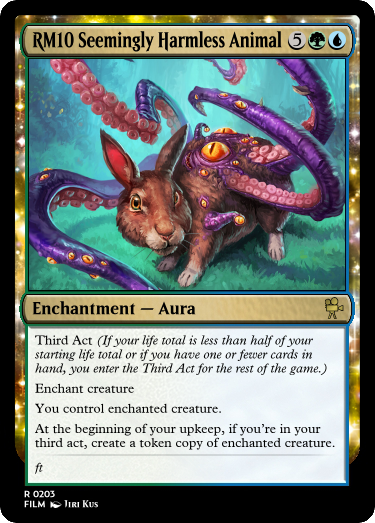 RM10 Seemingly Harmless Animal 5
Enchantment — Aura
Third Act (If your life total is less than half of your
starting life total or if you have one or fewer cards in
hand, you enter the Third Act for the rest of the game.)
Enchant creature
You control enchanted creature.
At the beginning of your upkeep, if you’re in your
third act, create a token copy of enchanted creature.
ft
R 0203
FILM Jiri Kus